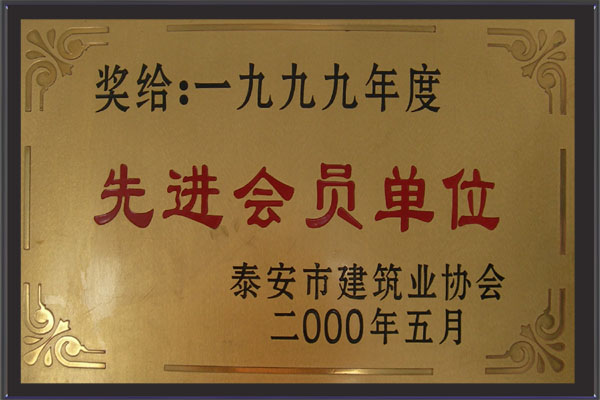 奖给:一九九九年度
先进会员单位
泰安市建筑业协会
二000年五月